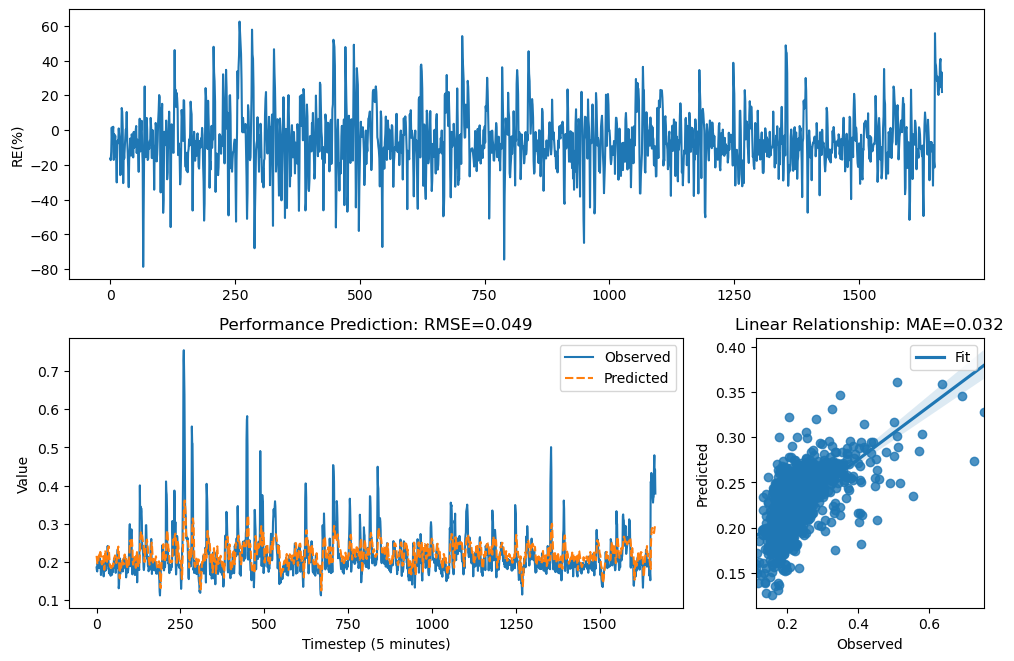 60
40
20
0
−20
−40
−60
−80
RE(%)
0 250 500 750 1000 1250 1500
Performance Prediction: RMSE=0.049
0.7
0.6
0.5
0.4
0.3
0.2
0.1
Value
Observed
Predicted
0 250 500 750 1000 1250 1500
Timestep (5 minutes)
Linear Relationship: MAE=0.032
0.40
0.35
0.30
0.25
0.20
0.15
Predicted
Fit
0.2 0.4 0.6
Observed